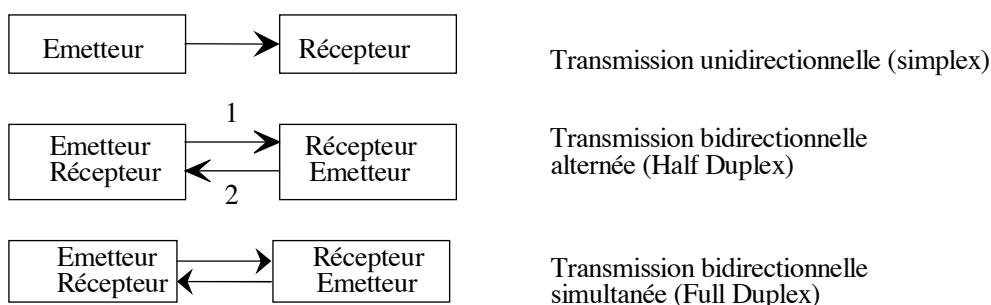 Emetteur
Récepteur
Transmission unidirectionnelle (simplex)
1
Emetteur
Récepteur
Récepteur
Emetteur
2
Transmission bidirectionnelle
alternée (Half Duplex)
Emetteur
Récepteur
Récepteur
Emetteur
Transmission bidirectionnelle
simultanée (Full Duplex)